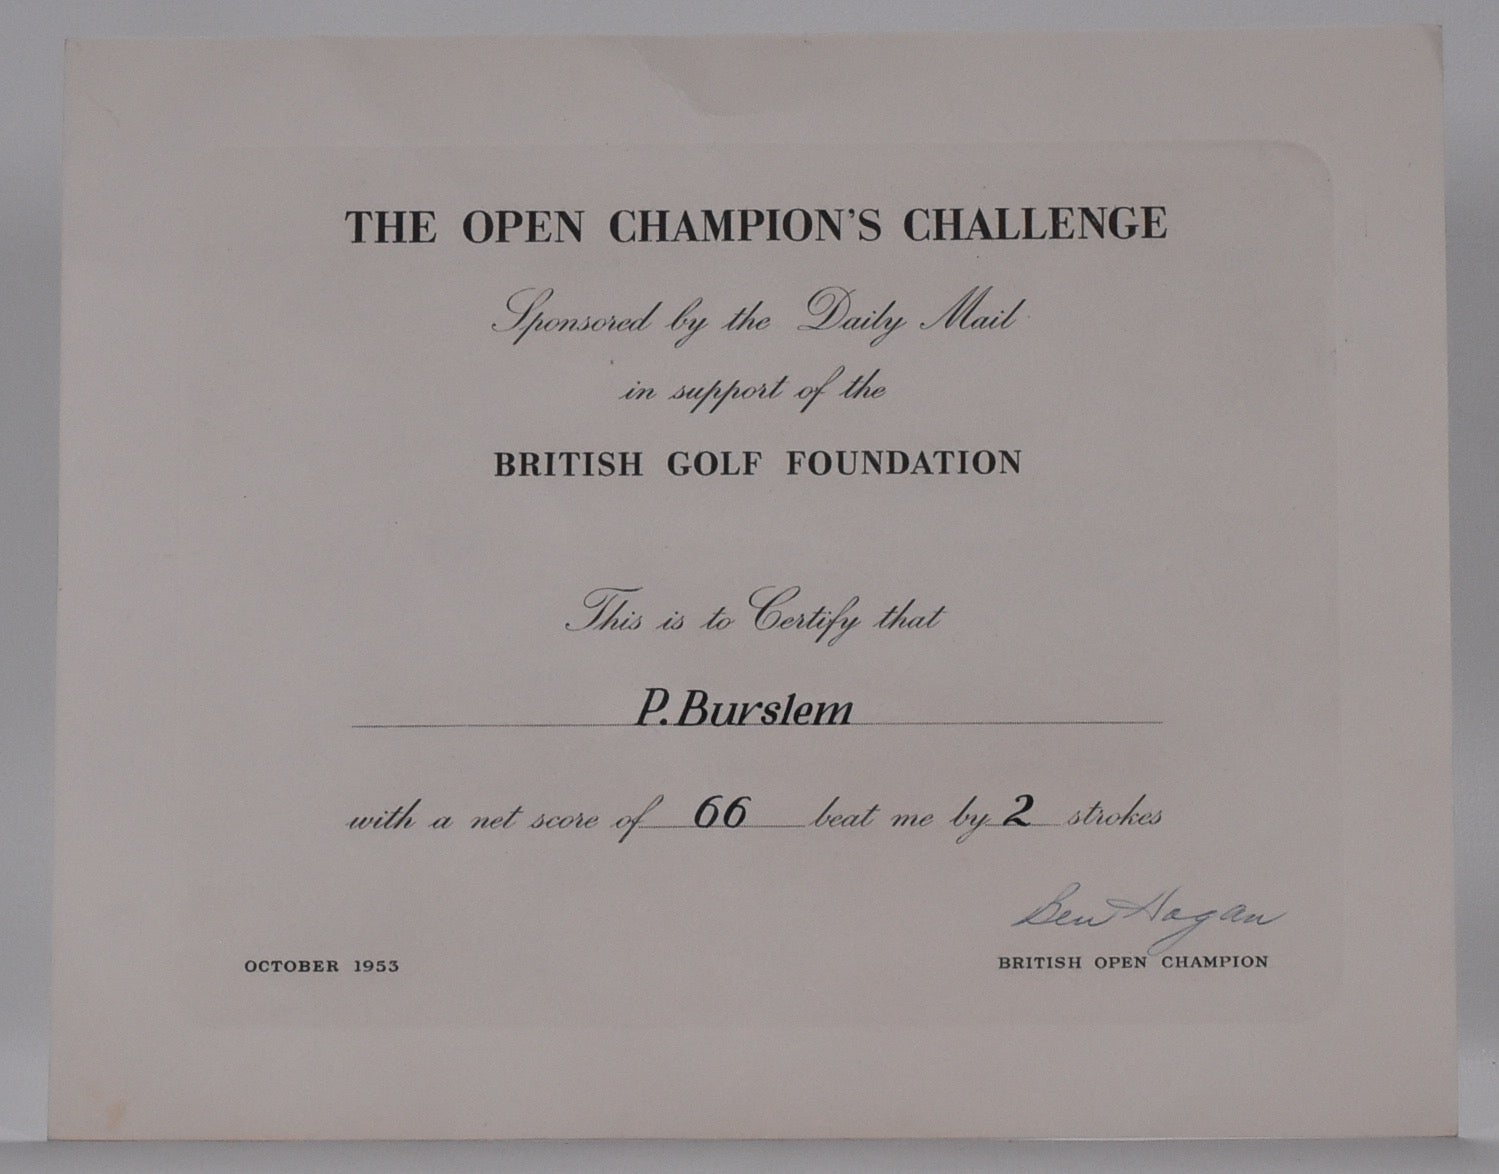 THE OPEN CHAMPION'S CHALLENGE
Sponsored by the Daily Mail
in support of the
BRITISH GOLF FOUNDATION
This is to Certify that
P. Burslem
with a net score of 66 beat me by 2 strokes
Ben Hogan
OCTOBER 1953 BRITISH OPEN CHAMPION